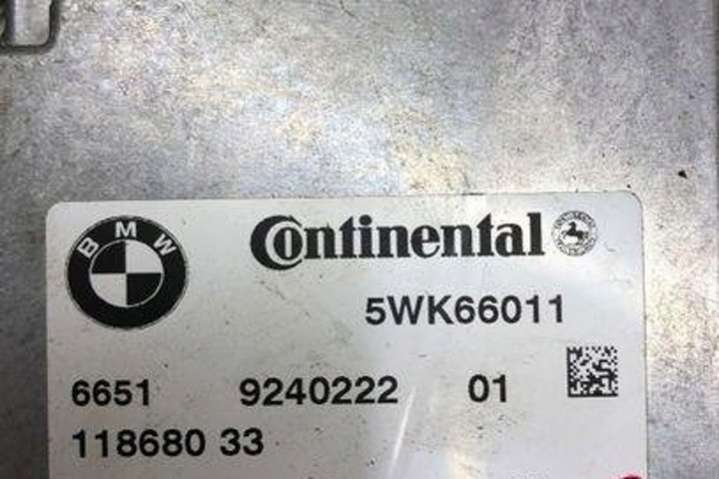 BMW
Continental
5WK66011
6651 9240222 01
118680 33